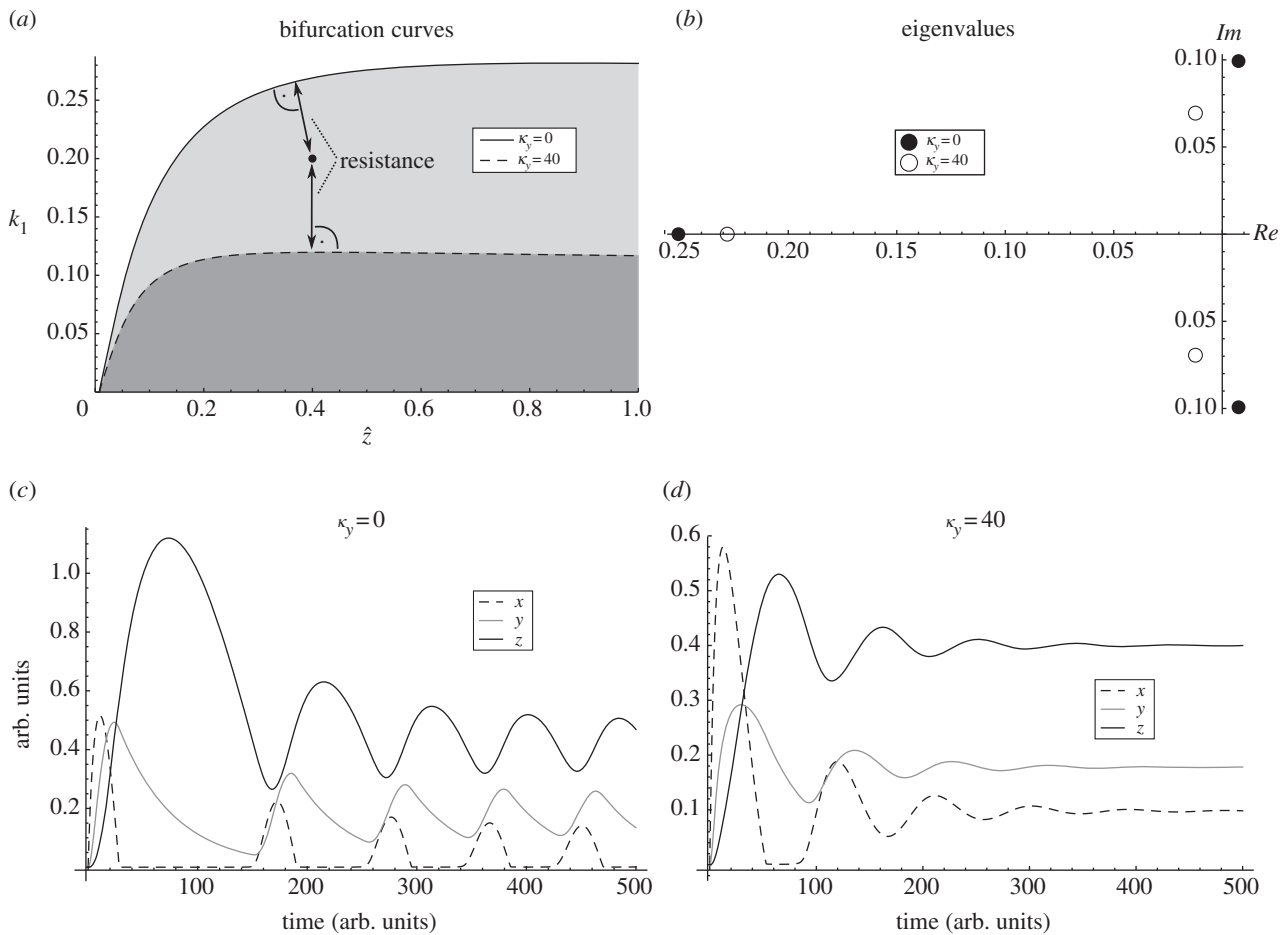 (a)
bifurcation curves
0.25
0.20
0.15
0.10
0.05
k1
κy=0
κy=40
resistance
0
0.2
0.4
0.6
0.8
1.0
ẑ
(b)
eigenvalues
Im
0.10
0.05
κy=0
κy=40
Re
0.25
0.20
0.15
0.10
0.05
0.05
0.10
(c)
κy=0
arb. units
1.0
0.8
0.6
0.4
0.2
x
y
z
100
200
300
400
500
time (arb. units)
(d)
κy=40
0.6
0.5
0.4
0.3
0.2
0.1
x
y
z
100
200
300
400
500
time (arb. units)